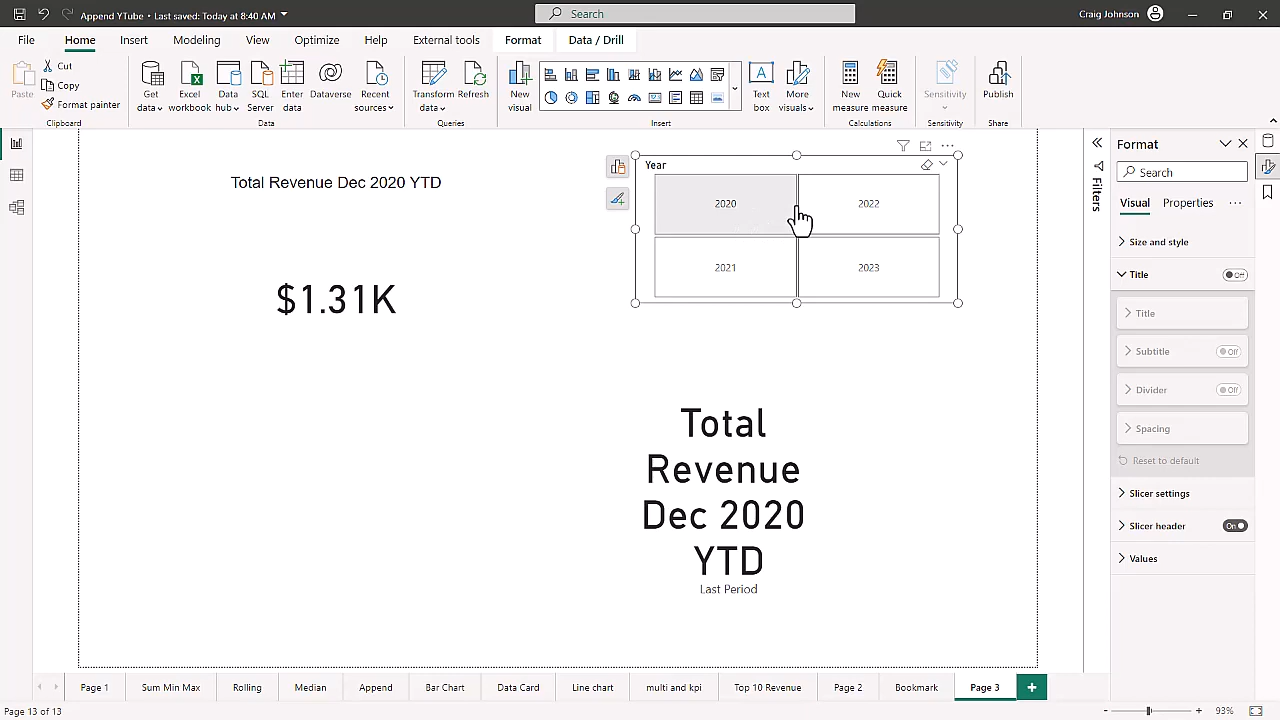 Append YTube • Last saved: Today at 8:40 AM
Search
Craig Johnson
File
Home
Insert
Modeling
View
Optimize
Help
External tools
Format
Data / Drill
Paste
Cut
Copy
Format painter
Clipboard
Get data
Excel workbook
Data hub
SQL Server
Enter data
Dataverse
Recent sources
Data
Transform data
Refresh
Queries
New visual
Text box
More visuals
Insert
New measure
Quick measure
Calculations
Sensitivity
Sensitivity
Publish
Share
Total Revenue Dec 2020 YTD
$1.31K
Year
2020
2022
2021
2023
Total
Revenue
Dec 2020
YTD
Last Period
Filters
Format
Search
Visual
Properties
Size and style
Title
Off
Title
Subtitle
Off
Divider
Off
Spacing
Reset to default
Slicer settings
Slicer header
On
Values
Page 1
Sum Min Max
Rolling
Append
Bar Chart
Data Card
Line chart
multi and kpi
Page 2
Bookmark
Page 3
Page 13 of 13
- + 93%